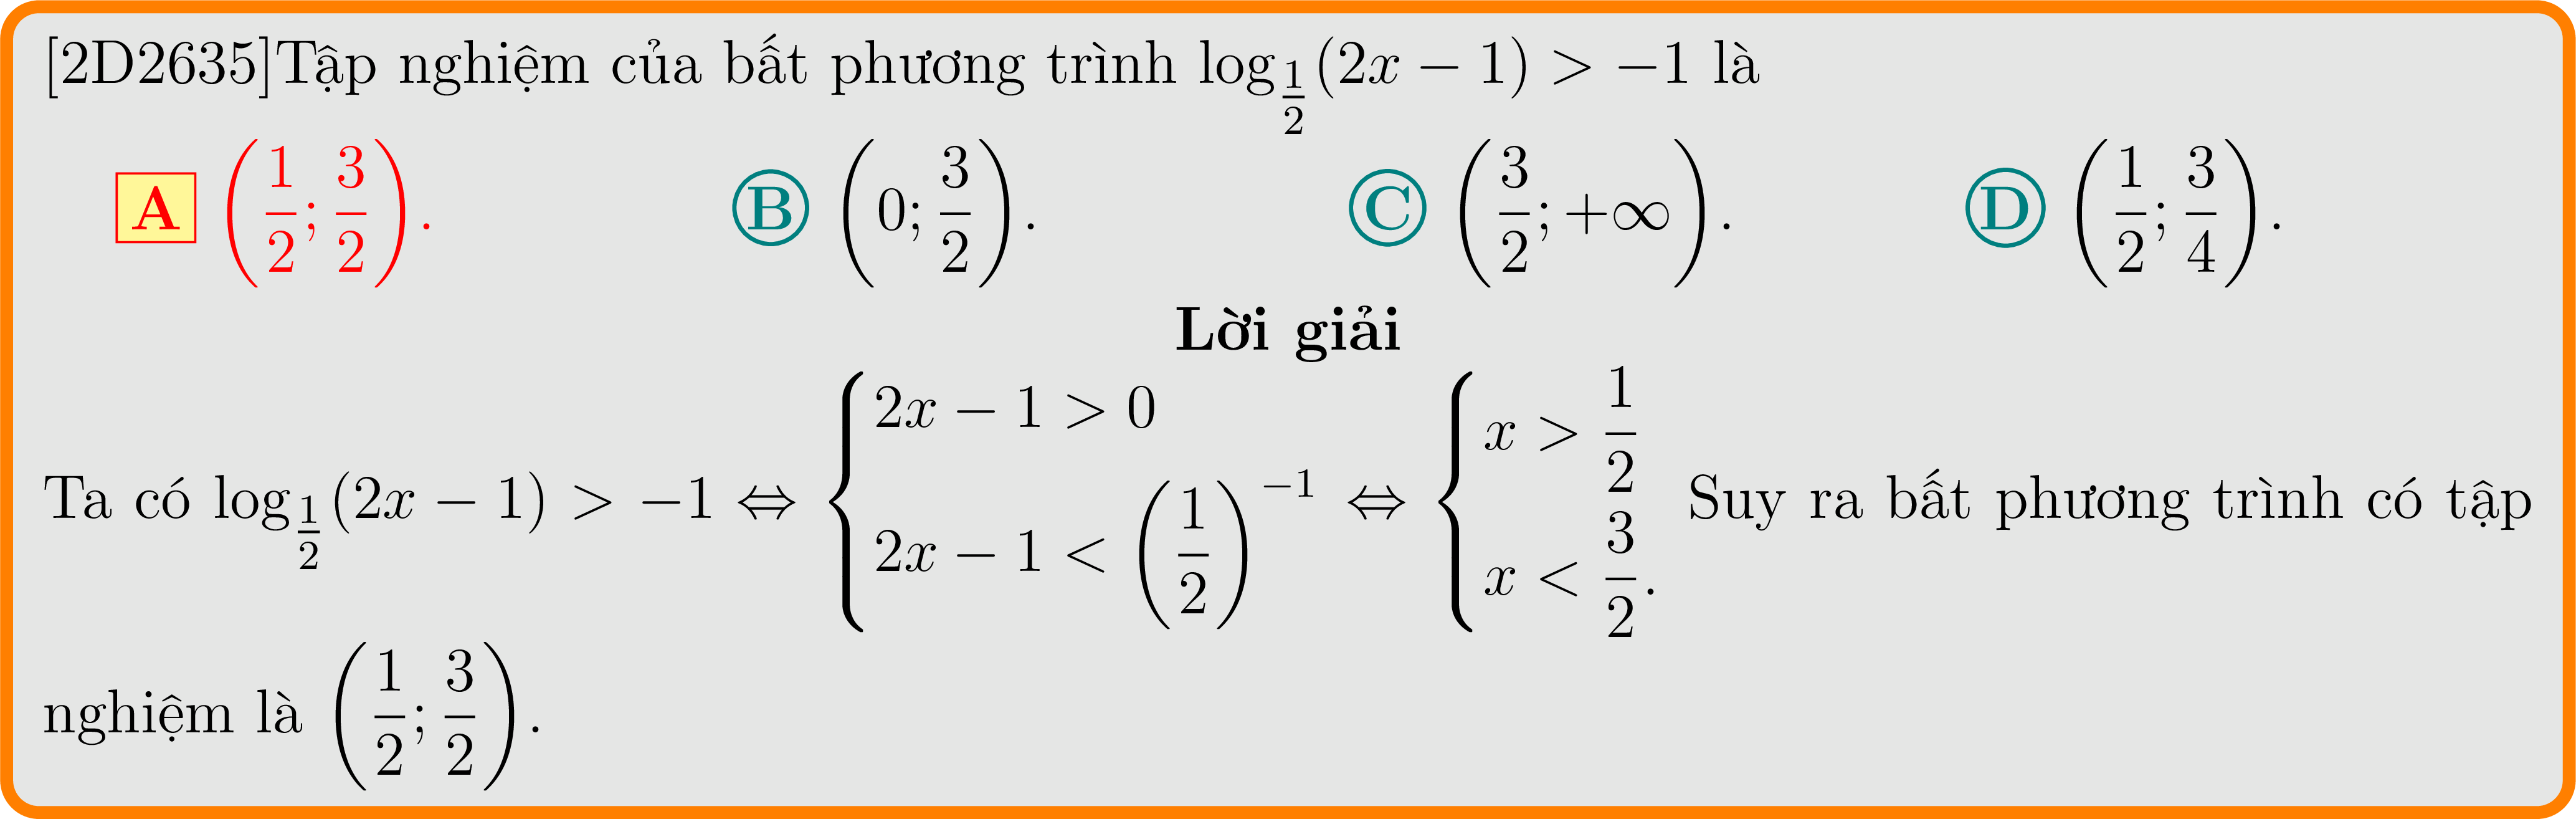 [2D2635]Tập nghiệm của bất phương trình $\log_{\frac{1}{2}}(2x-1) > -1$ là
A $\left(\frac{1}{2};\frac{3}{2}\right)$. B $\left(0;\frac{3}{2}\right)$. C $\left(\frac{3}{2};+\infty\right)$. D $\left(\frac{1}{2};\frac{3}{4}\right)$.
Lời giải
Ta có $\log_{\frac{1}{2}}(2x-1) > -1 \Leftrightarrow \begin{cases} 2x-1>0 \\ 2x-1<\left(\frac{1}{2}\right)^{-1} \end{cases} \Leftrightarrow \begin{cases} x>\frac{1}{2} \\ x<\frac{3}{2}. \end{cases}$ Suy ra bất phương trình có tập
nghiệm là $\left(\frac{1}{2};\frac{3}{2}\right)$.